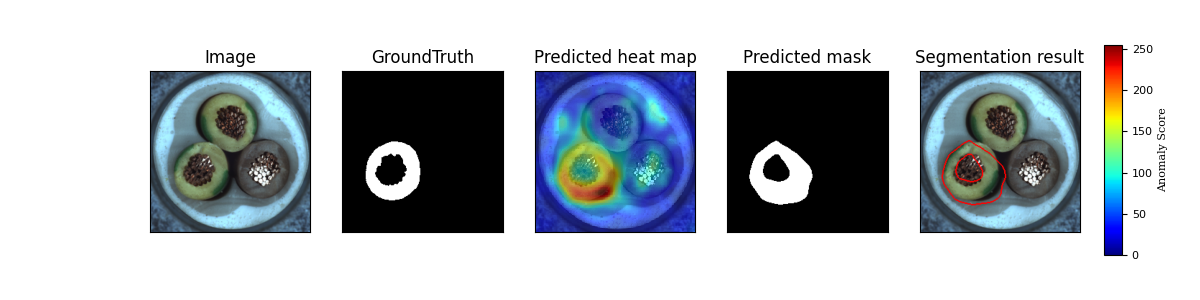 Image
GroundTruth
Predicted heat map
Predicted mask
Segmentation result
250
200
150
100
50
0
Anomaly Score